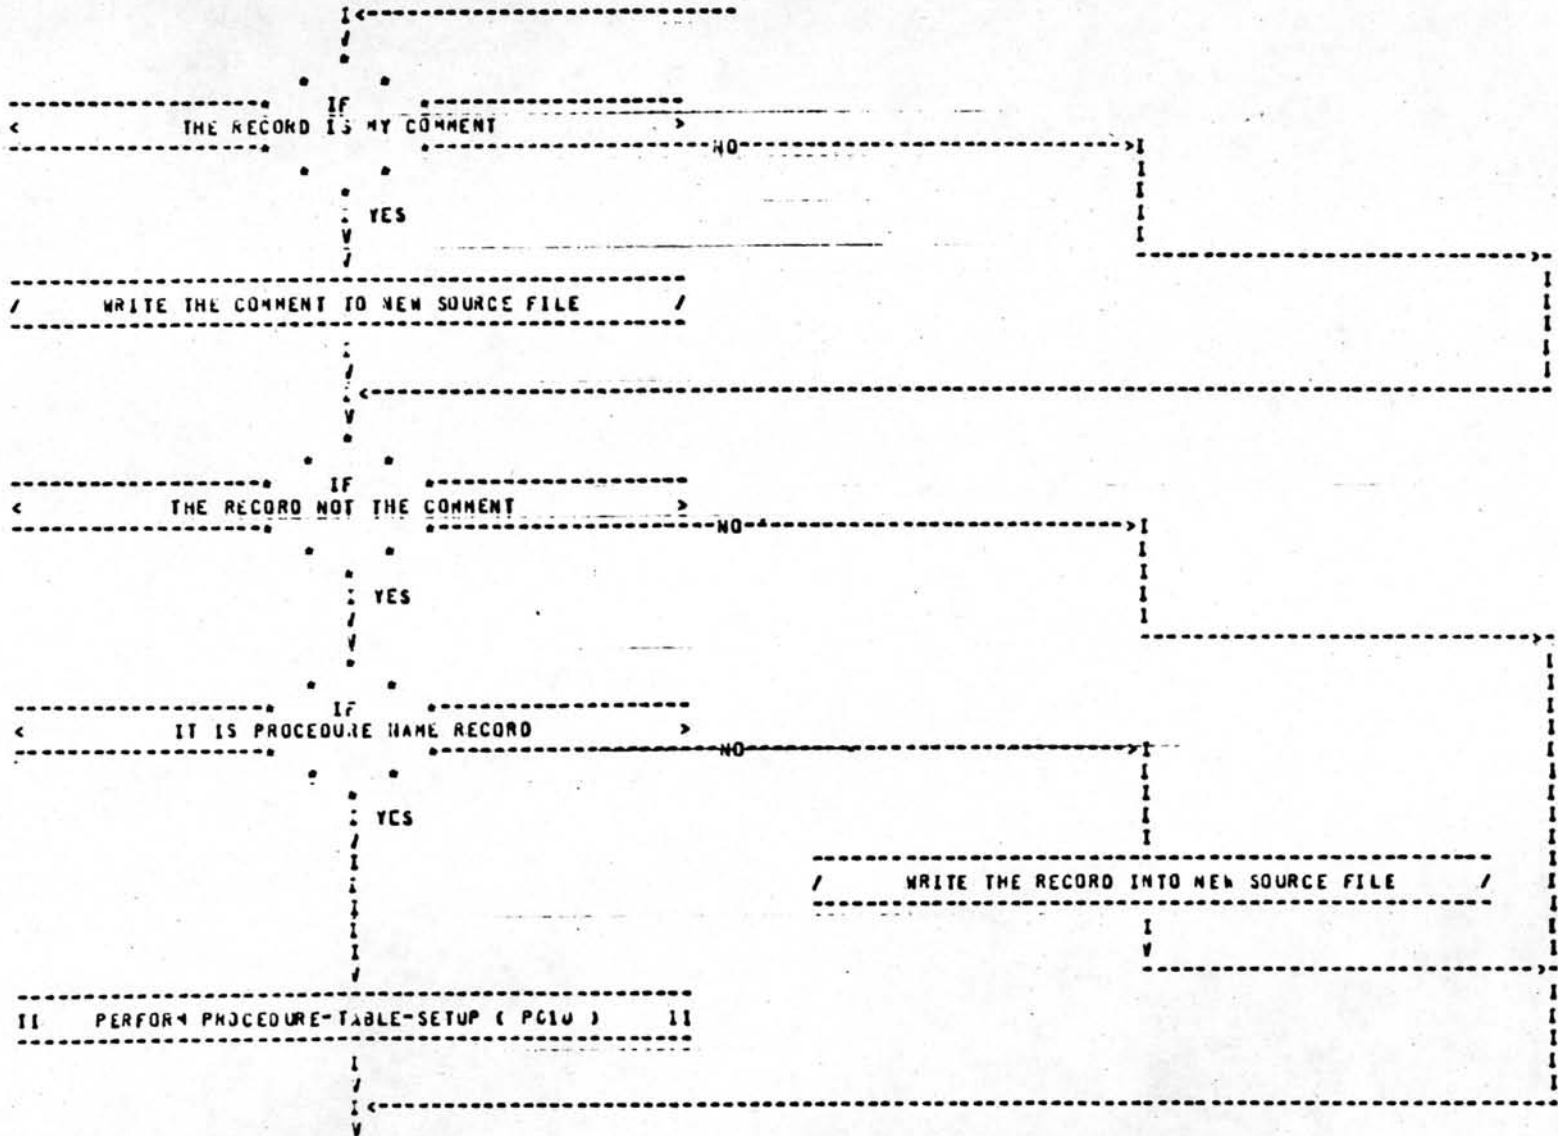 IF
THE RECORD IS MY COMMENT
NO
YES
WRITE THE COMMENT TO NEW SOURCE FILE
IF
THE RECORD NOT THE COMMENT
NO
YES
IF
IT IS PROCEDURE NAME RECORD
NO
YES
WRITE THE RECORD INTO NEW SOURCE FILE
PERFORM PROCEDURE-TABLE-SETUP ( PG10 )